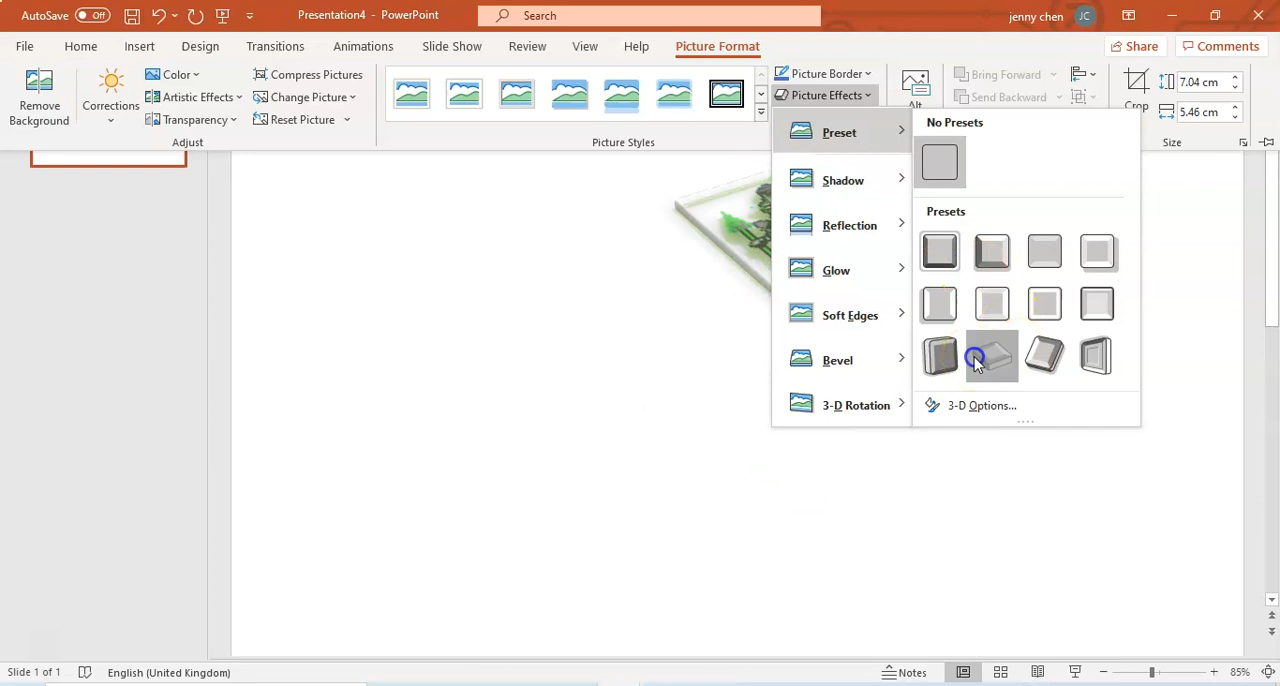 AutoSave Off Presentation4 - PowerPoint Search jenny chen JC
File Home Insert Design Transitions Animations Slide Show Review View Help Picture Format Share Comments
Remove Background
Corrections
Color
Artistic Effects
Transparency
Compress Pictures
Change Picture
Reset Picture
Adjust
Picture Styles
Picture Border
Picture Effects
Alt
Bring Forward
Send Backward
Crop
7.04 cm
5.46 cm
Size
Preset
Shadow
Reflection
Glow
Soft Edges
Bevel
3-D Rotation
No Presets
Presets
3-D Options...
Slide 1 of 1 English (United Kingdom) Notes 85%